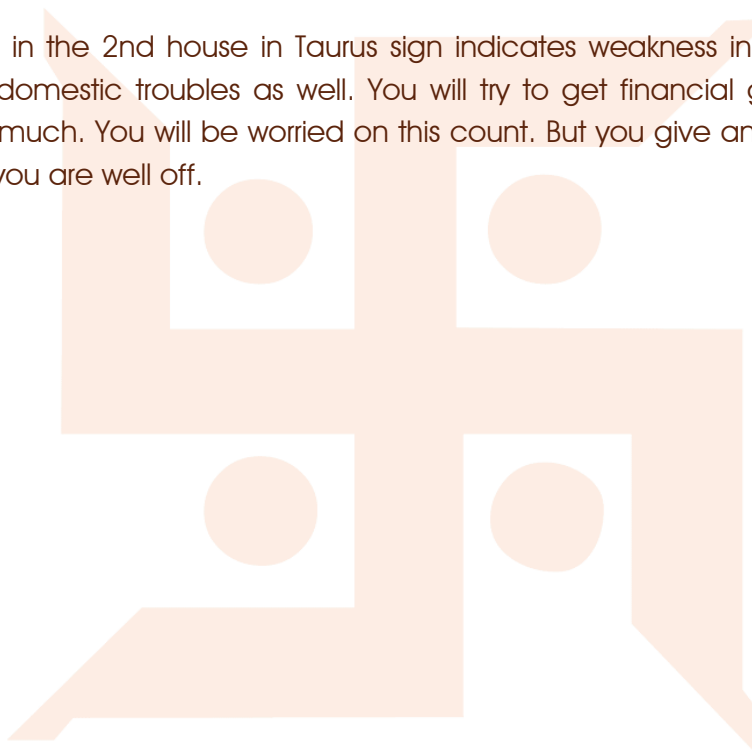 in the 2nd house in Taurus sign indicates weakness in
domestic troubles as well. You will try to get financial
much. You will be worried on this count. But you give
you are well off.